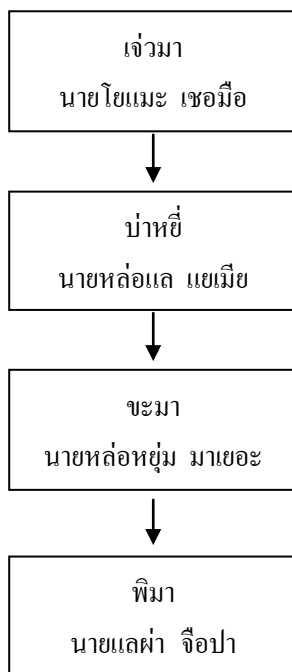 เจ่วมา
นายโยแมะ เชอมือ
บ่าหยี่
นายหล่อแล แยเมีย
ขะมา
นายหล่อหยุ่ม มาเยอะ
พิมา
นายแลผ่า จือปา